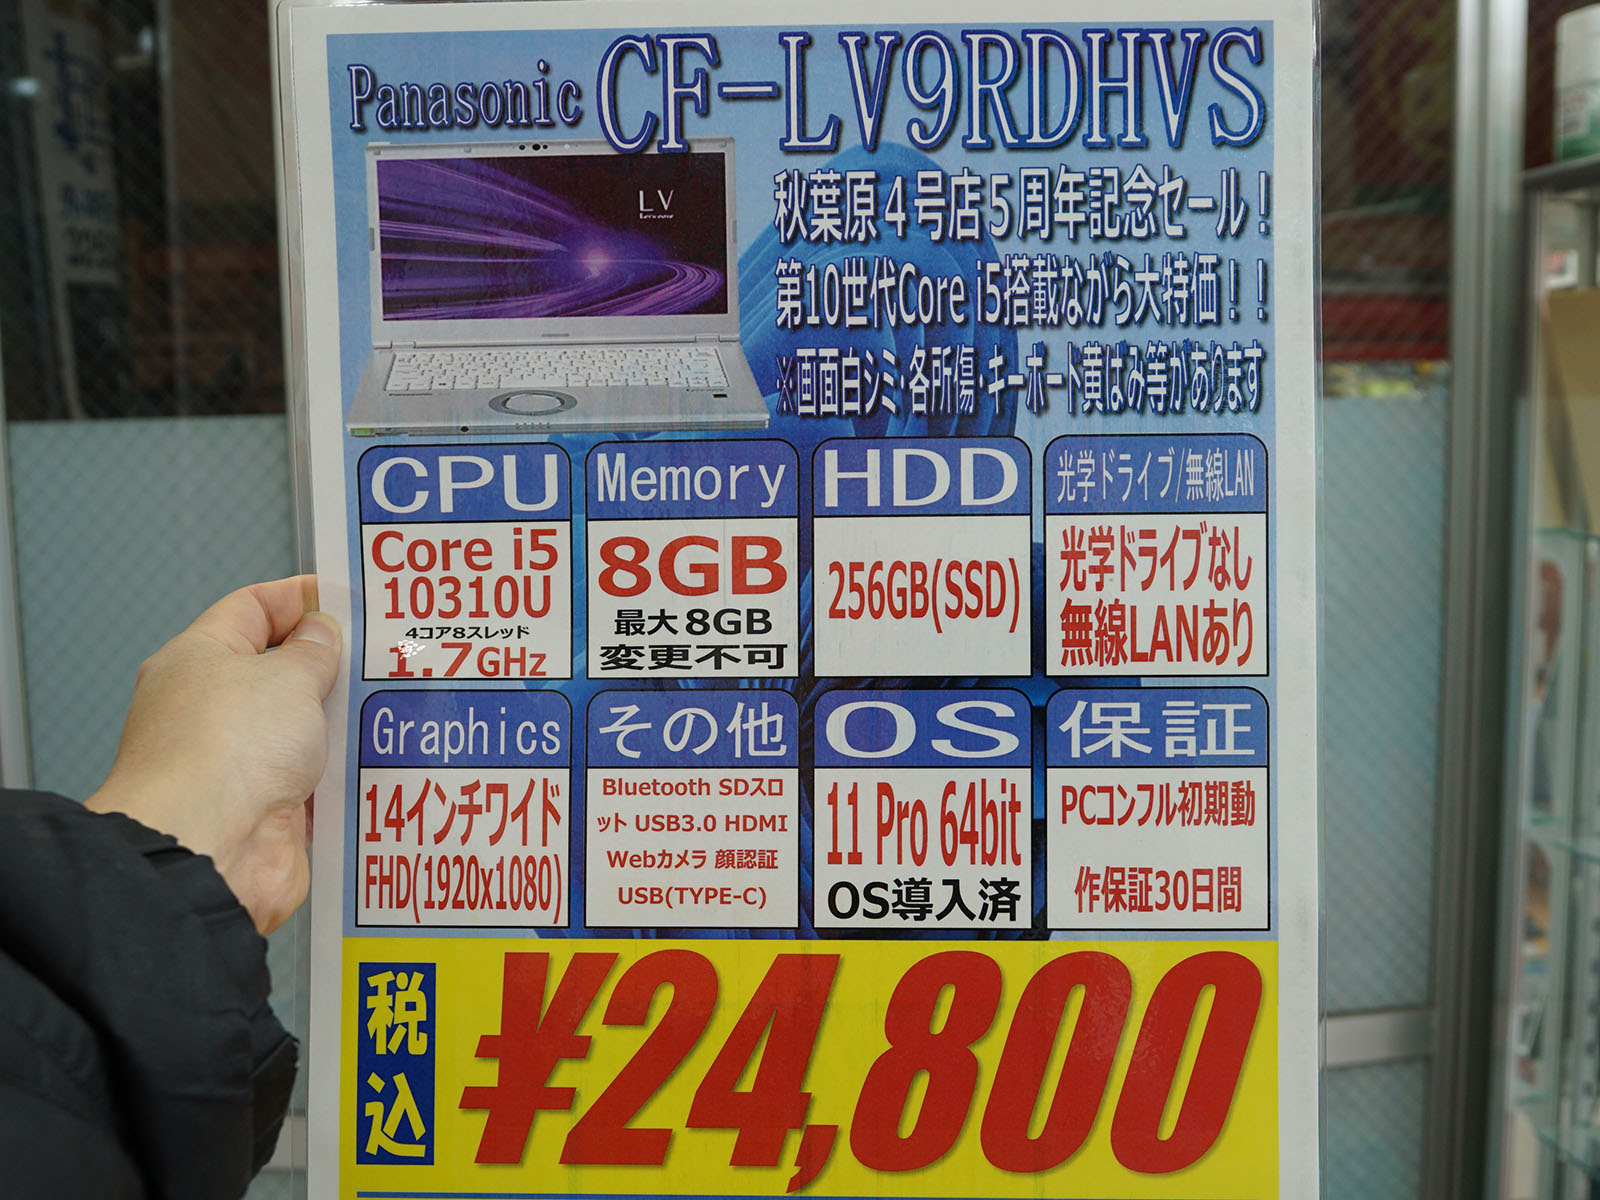 Panasonic CF-LV9RDHVS
LV
秋葉原４号店５周年記念セール！
第10世代Core i5搭載ながら大特価！！
※画面白シミ・各所傷・キーボード黄ばみ等があります
CPU
Core i5
10310U
4コア8スレッド
1.7GHz
Memory
8GB
最大8GB
変更不可
HDD
256GB(SSD)
光学ドライブ/無線LAN
光学ドライブなし
無線LANあり
Graphics
14インチワイド
FHD(1920x1080)
その他
Bluetooth SDスロ
ット USB3.0 HDMI
Webカメラ 顔認証
USB(TYPE-C)
OS
11 Pro 64bit
OS導入済
保証
PCコンフル初期動
作保証30日間
税込
¥24,800